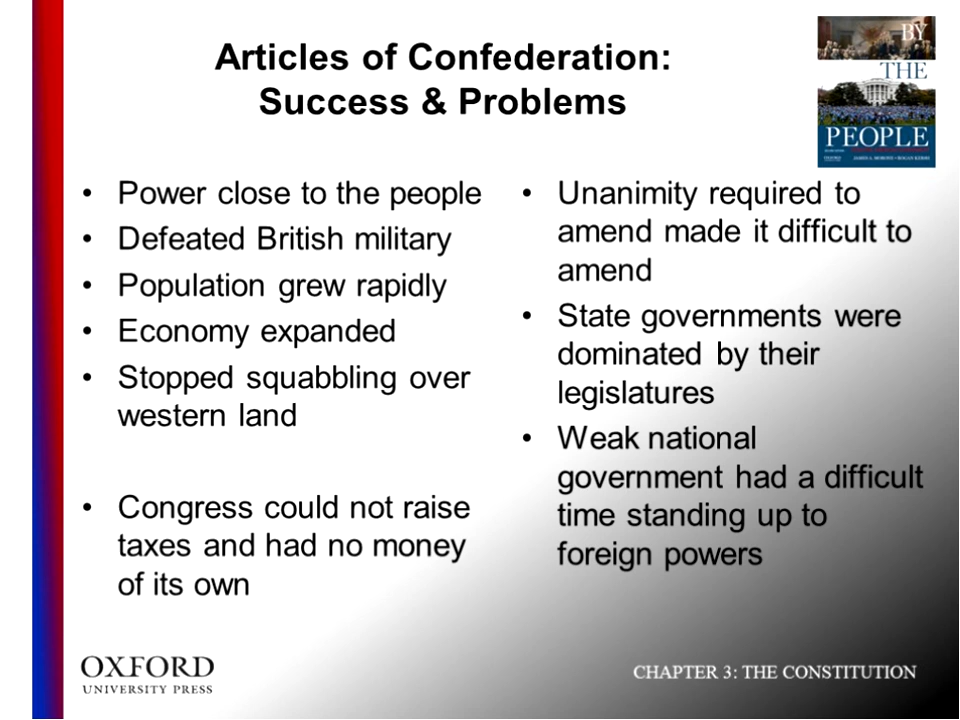 Articles of Confederation:
Success & Problems
BY
THE
PEOPLE
• Power close to the people
• Defeated British military
• Population grew rapidly
• Economy expanded
• Stopped squabbling over
western land
• Congress could not raise
taxes and had no money
of its own
• Unanimity required to
amend made it difficult to
amend
• State governments were
dominated by their
legislatures
• Weak national
government had a difficult
time standing up to
foreign powers
OXFORD
UNIVERSITY PRESS
CHAPTER 3: THE CONSTITUTION